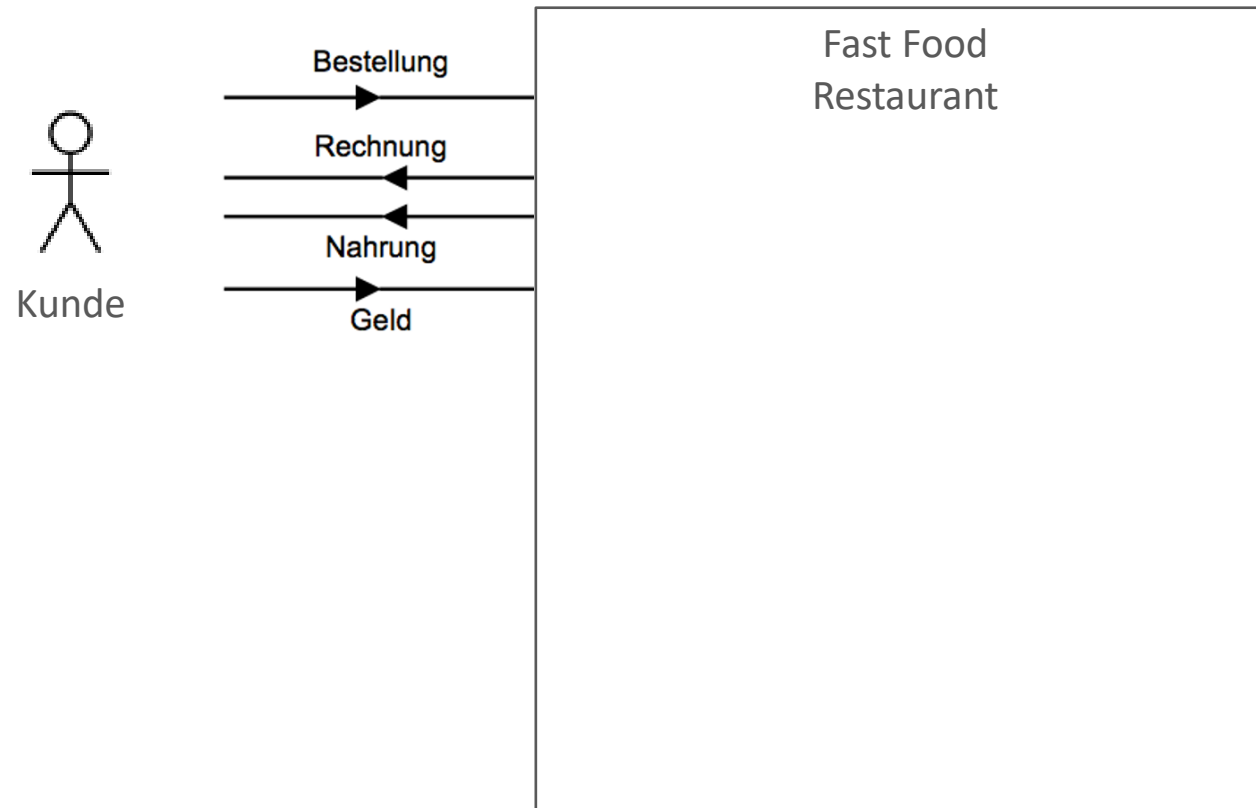 Fast Food
Restaurant
Bestellung
Rechnung
Nahrung
Geld
Kunde